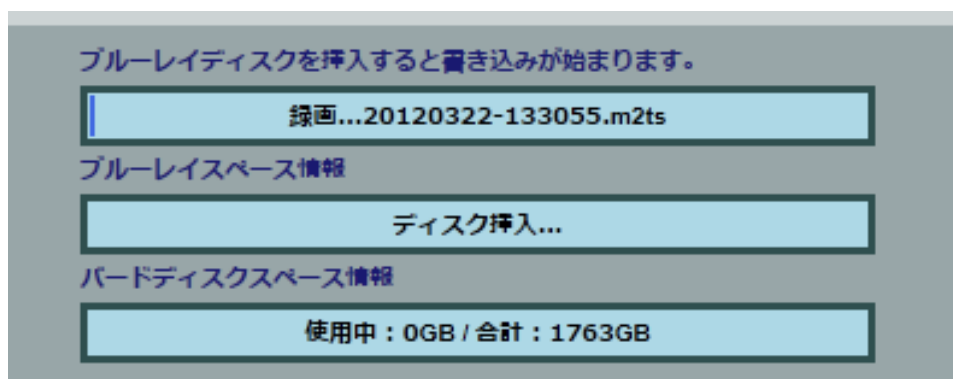 ブルーレイディスクを挿入すると書き込みが始まります。
録画...20120322-133055.m2ts
ブルーレイスペース情報
ディスク挿入...
バードディスクスペース情報
使用中：0GB / 合計：1763GB